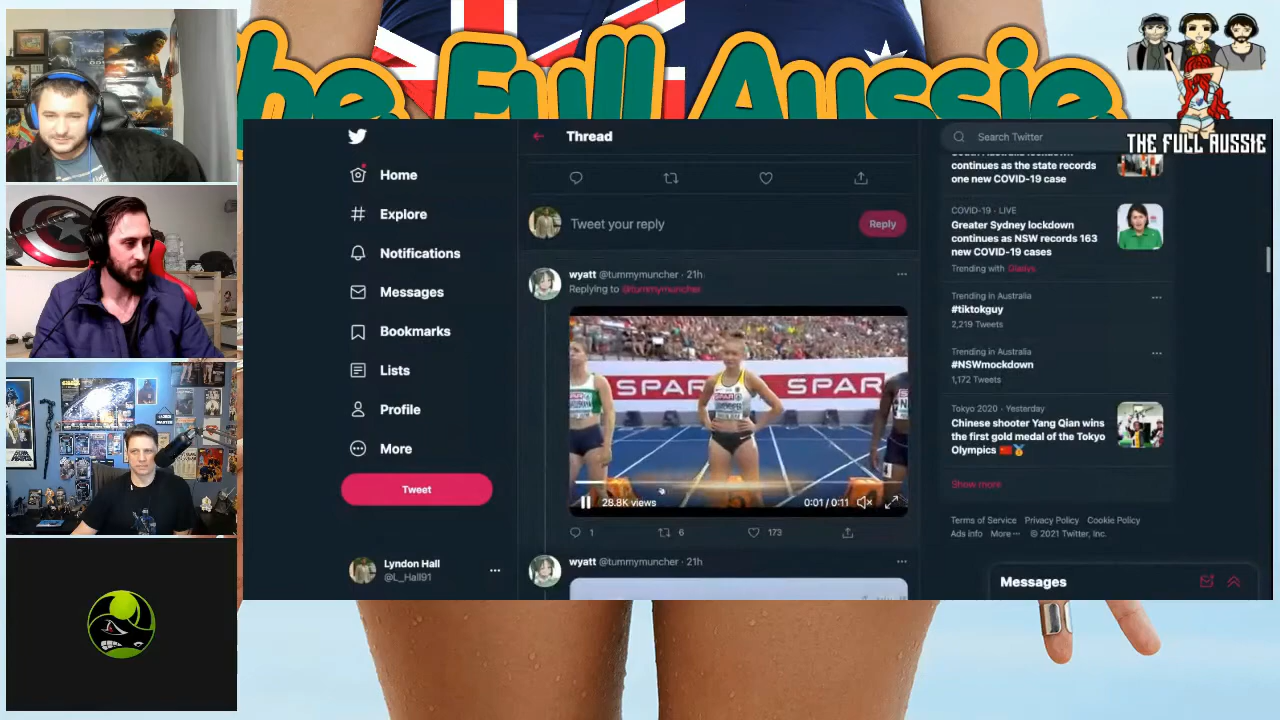 The Full Aussie
THE FULL AUSSIE
Thread
Search Twitter
Home
Explore
Notifications
Messages
Bookmarks
Lists
Profile
More
Tweet
Lyndon Hall
@L_Hall91
Tweet your reply
Reply
wyatt @tummymuncher · 21h
Replying to @tummymuncher
SPAR SPAR
28.8K views
0:01 / 0:11
1
6
173
wyatt @tummymuncher · 21h
continues as the state records
one new COVID-19 case
COVID-19 · LIVE
Greater Sydney lockdown
continues as NSW records 163
new COVID-19 cases
Trending with Gladys
Trending in Australia
#tiktokguy
2,219 Tweets
Trending in Australia
#NSWmockdown
1,172 Tweets
Tokyo 2020 · Yesterday
Chinese shooter Yang Qian wins
the first gold medal of the Tokyo
Olympics
Show more
Terms of Service Privacy Policy Cookie Policy
Ads info More··· © 2021 Twitter, Inc.
Messages